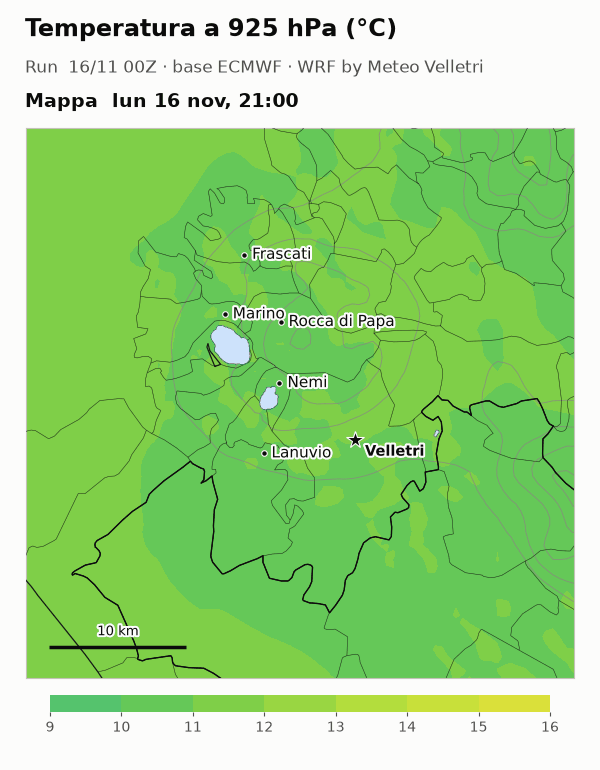 Temperatura a 925 hPa (°C)
Run  16/11 00Z · base ECMWF · WRF by Meteo Velletri
Mappa  lun 16 nov, 21:00
Frascati
Marino
Rocca di Papa
Nemi
Velletri
Lanuvio
10 km
9 10 11 12 13 14 15 16